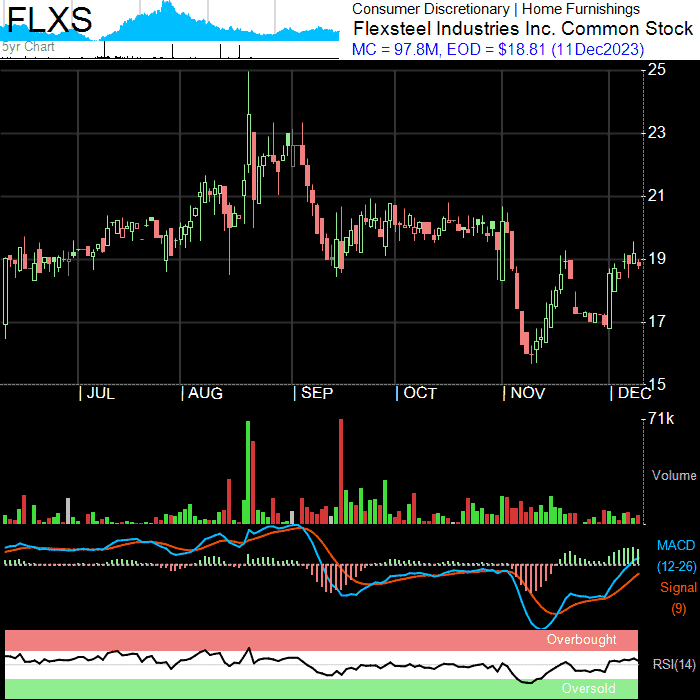 FLXS
5yr Chart
Consumer Discretionary | Home Furnishings
Flexsteel Industries Inc. Common Stock
MC = 97.8M, EOD = $18.81 (11Dec2023)
25
23
21
19
17
15
| JUL | AUG | SEP | OCT | NOV | DEC
71k
Volume
MACD
(12-26)
Signal
(9)
Overbought
RSI(14)
Oversold